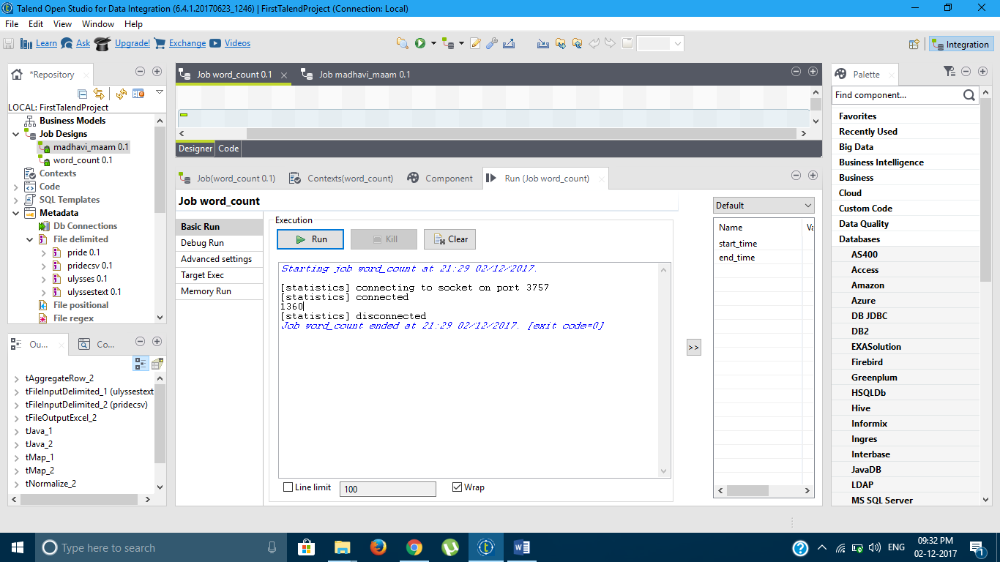 Talend Open Studio for Data Integration (6.4.1.20170623_1246) | FirstTalendProject (Connection: Local)
File Edit View Window Help
Learn Ask Upgrade! Exchange Videos
Integration
*Repository
LOCAL: FirstTalendProject
Business Models
Job Designs
madhavi_maam 0.1
word_count 0.1
Contexts
Code
SQL Templates
Metadata
Db Connections
File delimited
pride 0.1
pridecsv 0.1
ulysses 0.1
ulyssestext 0.1
File positional
File regex
Ou...
Co...
tAggregateRow_2
tFileInputDelimited_1 (ulyssestext
tFileInputDelimited_2 (pridecsv)
tFileOutputExcel_2
tJava_1
tJava_2
tMap_1
tMap_2
tNormalize_2
Job word_count 0.1
Job madhavi_maam 0.1
Designer
Code
Job(word_count 0.1)
Contexts(word_count)
Component
Run (Job word_count)
Job word_count
Basic Run
Debug Run
Advanced settings
Target Exec
Memory Run
Execution
Run
Kill
Clear
Starting job word_count at 21:29 02/12/2017.
[statistics] connecting to socket on port 3757
[statistics] connected
1360
[statistics] disconnected
Job word_count ended at 21:29 02/12/2017. [exit code=0]
Line limit
100
Wrap
>>
Default
Name
Va
start_time
end_time
Palette
Find component...
Favorites
Recently Used
Big Data
Business Intelligence
Business
Cloud
Custom Code
Data Quality
Databases
AS400
Access
Amazon
Azure
DB JDBC
DB2
EXASolution
Firebird
Greenplum
HSQLDb
Hive
Informix
Ingres
Interbase
JavaDB
LDAP
MS SQL Server
Type here to search
ENG
09:32 PM
02-12-2017
1